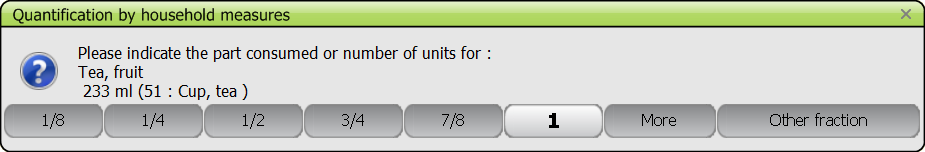 Quantification by household measures
Please indicate the part consumed or number of units for :
Tea, fruit
233 ml (51 : Cup, tea )
1/8 1/4 1/2 3/4 7/8 1 More Other fraction